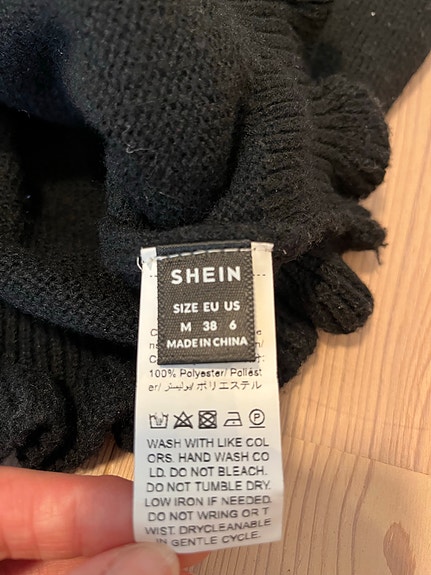 SHEIN
SIZE EU US
M 38 6
MADE IN CHINA
100% Polyester/ Poliést
er/ بوليستر/ ポリエステル
WASH WITH LIKE COL
ORS. HAND WASH CO
LD. DO NOT BLEACH.
DO NOT TUMBLE DRY.
LOW IRON IF NEEDED.
DO NOT WRING OR T
WIST. DRYCLEANABLE
IN GENTLE CYCLE.